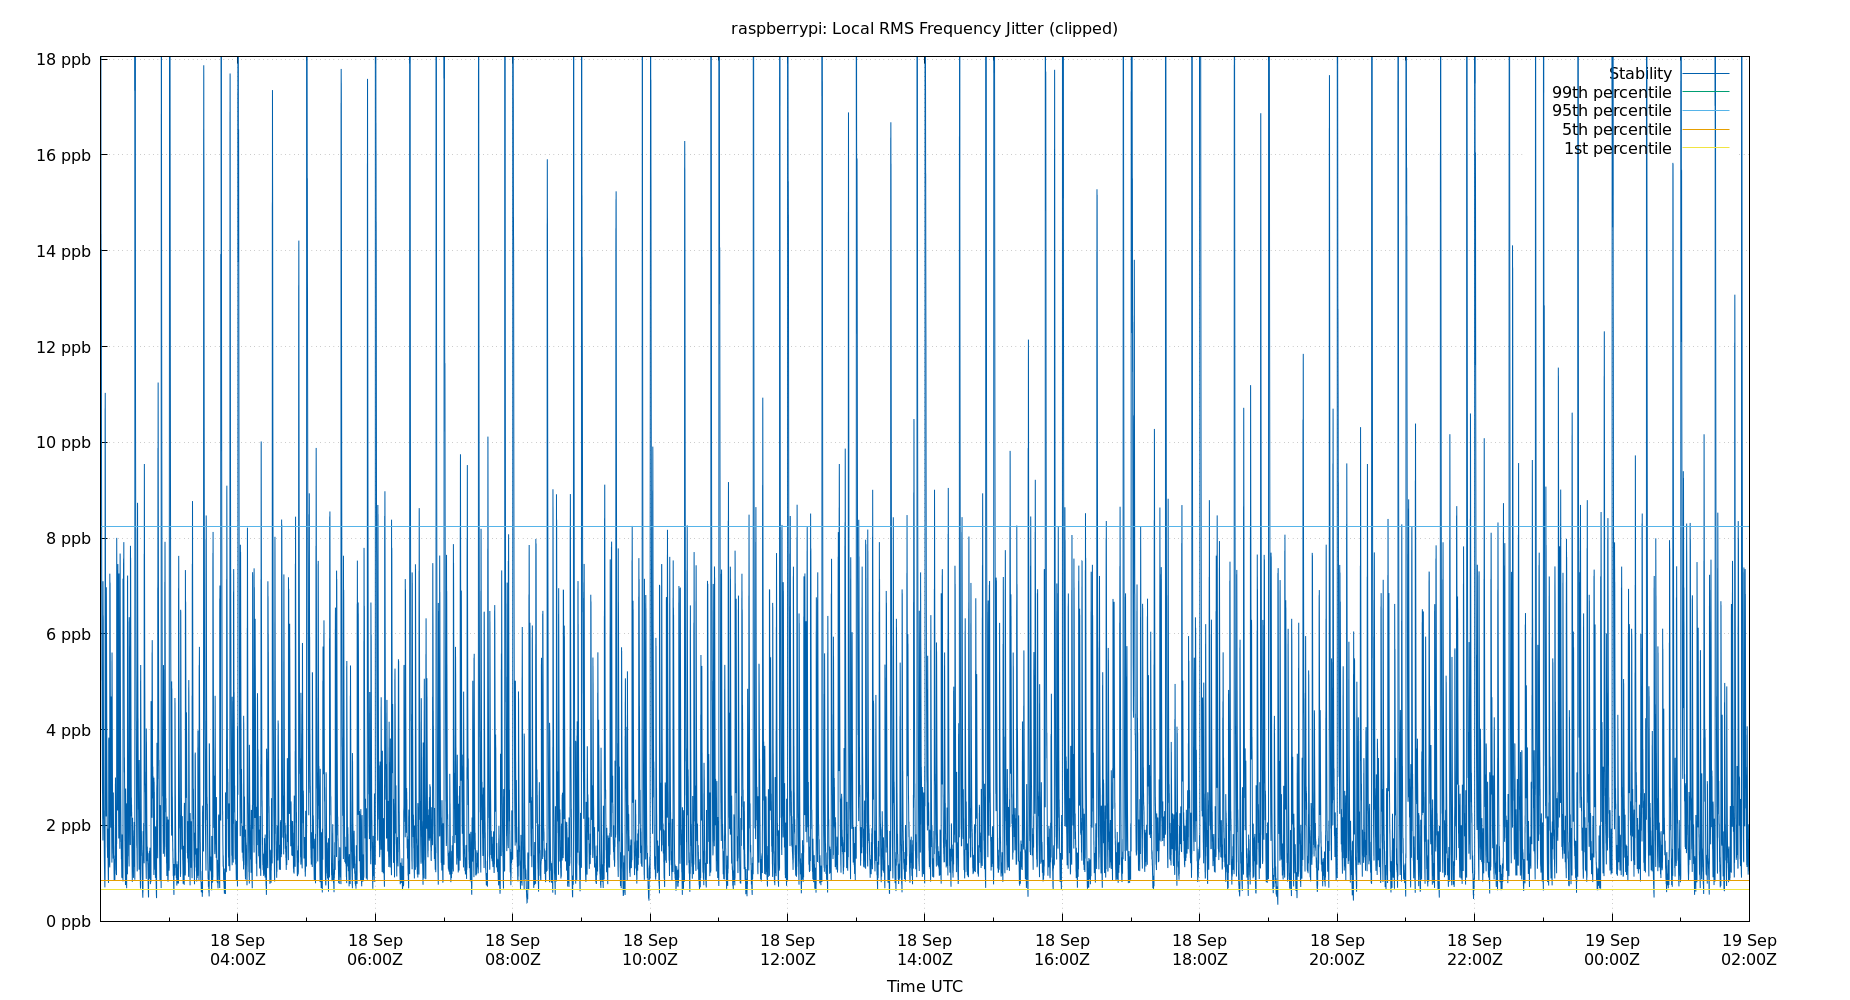 raspberrypi: Local RMS Frequency Jitter (clipped)
18 ppb
16 ppb
14 ppb
12 ppb
10 ppb
8 ppb
6 ppb
4 ppb
2 ppb
0 ppb
Stability
99th percentile
95th percentile
5th percentile
1st percentile
18 Sep 18 Sep 18 Sep 18 Sep 18 Sep 18 Sep 18 Sep 18 Sep 18 Sep 18 Sep 19 Sep 19 Sep
04:00Z 06:00Z 08:00Z 10:00Z 12:00Z 14:00Z 16:00Z 18:00Z 20:00Z 22:00Z 00:00Z 02:00Z
Time UTC